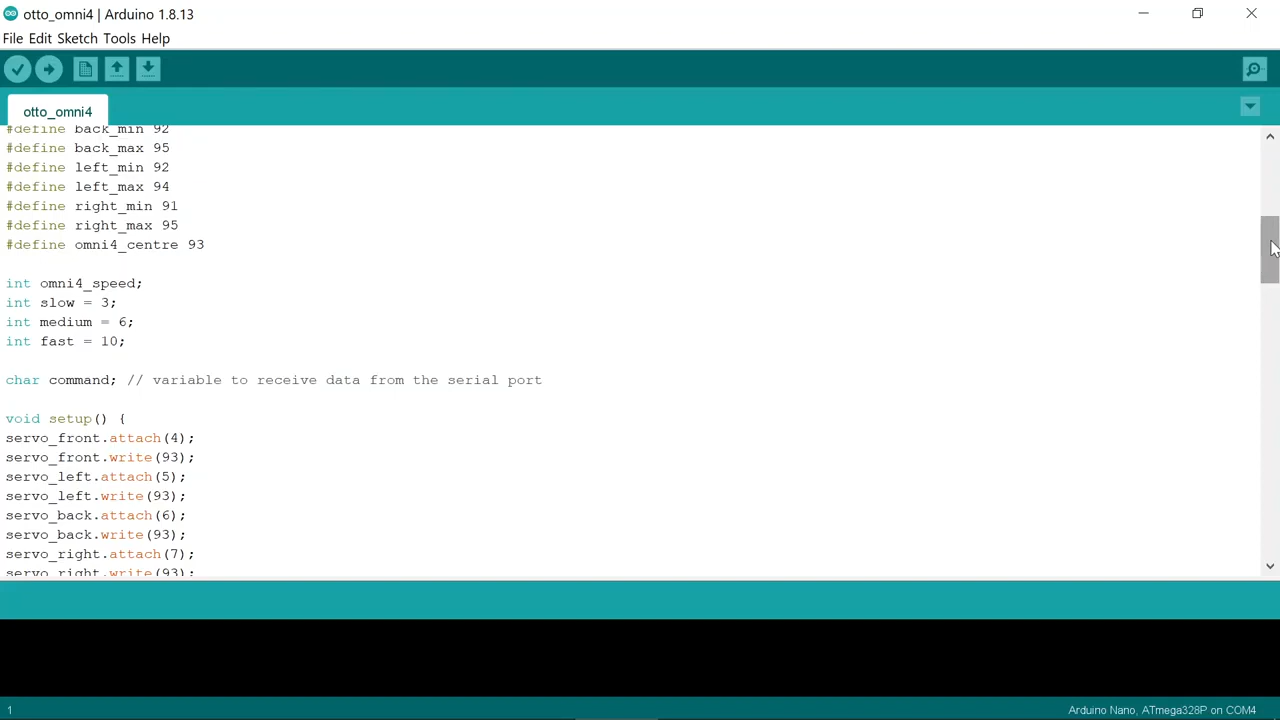 otto_omni4 | Arduino 1.8.13
File Edit Sketch Tools Help
otto_omni4
#define back_min 92
#define back_max 95
#define left_min 92
#define left_max 94
#define right_min 91
#define right_max 95
#define omni4_centre 93
int omni4_speed;
int slow = 3;
int medium = 6;
int fast = 10;
char command; // variable to receive data from the serial port
void setup() {
servo_front.attach(4);
servo_front.write(93);
servo_left.attach(5);
servo_left.write(93);
servo_back.attach(6);
servo_back.write(93);
servo_right.attach(7);
servo_right.write(93);
1
Arduino Nano, ATmega328P on COM4